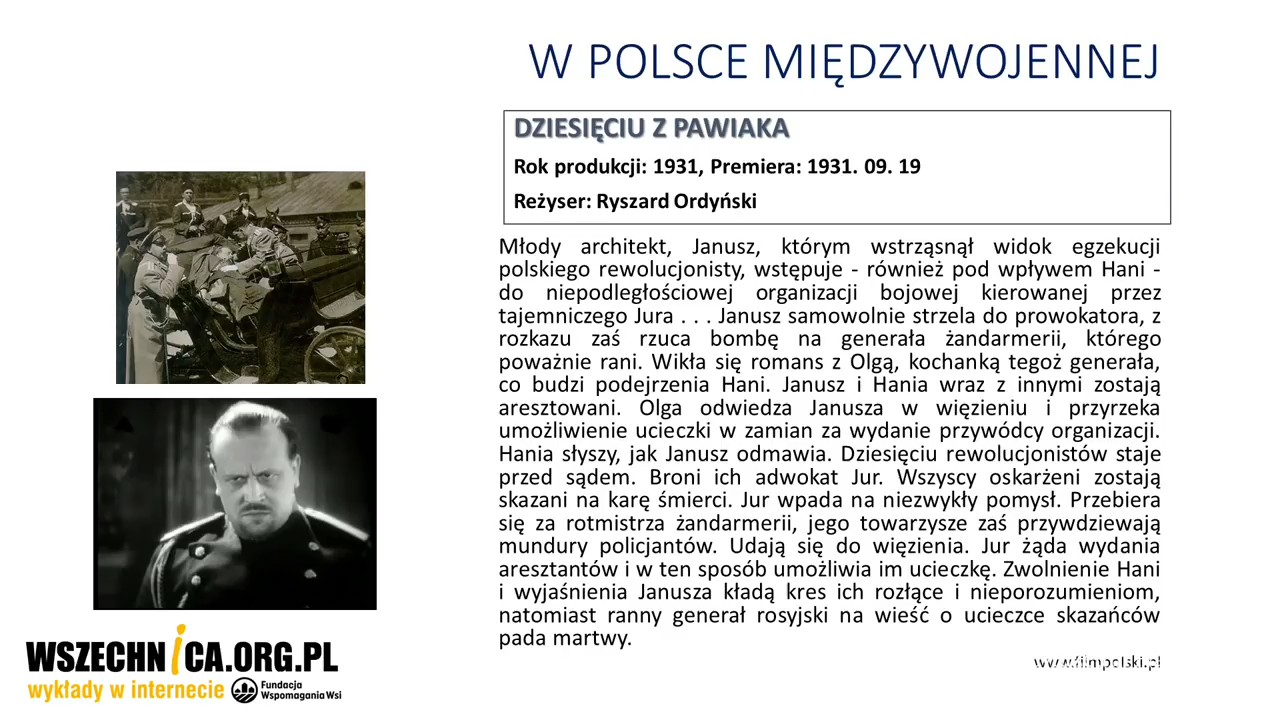 W POLSCE MIĘDZYWOJENNEJ
DZIESIĘCIU Z PAWIAKA
Rok produkcji: 1931, Premiera: 1931. 09. 19
Reżyser: Ryszard Ordyński
Młody architekt, Janusz, którym wstrząsnął widok egzekucji
polskiego rewolucjonisty, wstępuje - również pod wpływem Hani -
do niepodległościowej organizacji bojowej kierowanej przez
tajemniczego Jura . . . Janusz samowolnie strzela do prowokatora, z
rozkazu zaś rzuca bombę na generała żandarmerii, którego
poważnie rani. Wikła się romans z Olgą, kochanką tegoż generała,
co budzi podejrzenia Hani. Janusz i Hania wraz z innymi zostają
aresztowani. Olga odwiedza Janusza w więzieniu i przyrzeka
umożliwienie ucieczki w zamian za wydanie przywódcy organizacji.
Hania słyszy, jak Janusz odmawia. Dziesięciu rewolucjonistów staje
przed sądem. Broni ich adwokat Jur. Wszyscy oskarżeni zostają
skazani na karę śmierci. Jur wpada na niezwykły pomysł. Przebiera
się za rotmistrza żandarmerii, jego towarzysze zaś przywdziewają
mundury policjantów. Udają się do więzienia. Jur żąda wydania
aresztantów i w ten sposób umożliwia im ucieczkę. Zwolnienie Hani
i wyjaśnienia Janusza kładą kres ich rozłące i nieporozumieniom,
natomiast ranny generał rosyjski na wieść o ucieczce skazańców
pada martwy.
www.filmpolski.pl
WSZECHNICA.ORG.PL
wykłady w internecie
Fundacja
Wspomagania Wsi